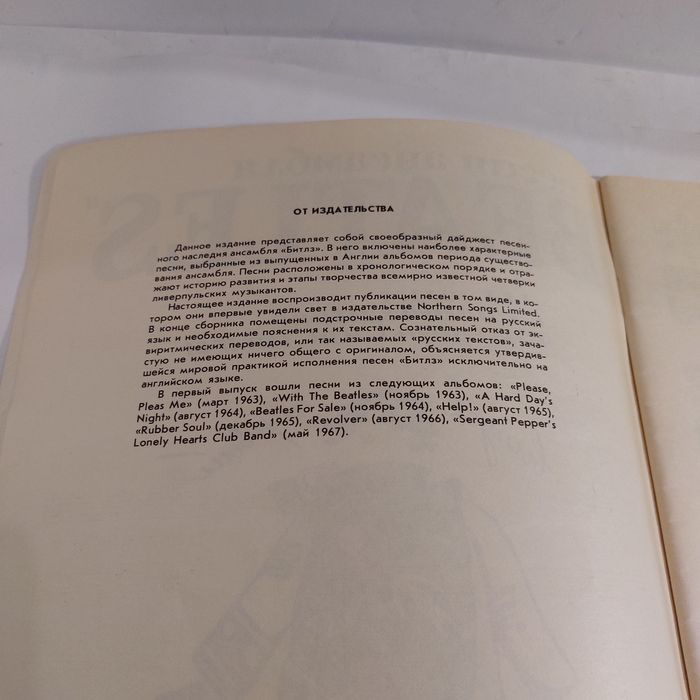 ОТ ИЗДАТЕЛЬСТВА
Данное издание представляет собой своеобразный дайджест песен-
ного наследия ансамбля «Битлз». В него включены наиболее характерные
песни, выбранные из выпущенных в Англии альбомов периода существо-
вания ансамбля. Песни расположены в хронологическом порядке и отра-
жают историю развития и этапы творчества всемирно известной четверки
ливерпульских музыкантов.
Настоящее издание воспроизводит публикации песен в том виде, в ко-
тором они впервые увидели свет в издательстве Northern Songs Limited.
В конце сборника помещены подстрочные переводы песен на русский
язык и необходимые пояснения к их текстам. Сознательный отказ от эк-
виритмических переводов, или так называемых «русских текстов», зача-
стую не имеющих ничего общего с оригиналом, объясняется утвердив-
шейся мировой практикой исполнения песен «Битлз» исключительно на
английском языке.
В первый выпуск вошли песни из следующих альбомов: «Please,
Pleas Me» (март 1963), «With The Beatles» (ноябрь 1963), «A Hard Day's
Night» (август 1964), «Beatles For Sale» (ноябрь 1964), «Help!» (август 1965),
«Rubber Soul» (декабрь 1965), «Revolver» (август 1966), «Sergeant Pepper's
Lonely Hearts Club Band» (май 1967).